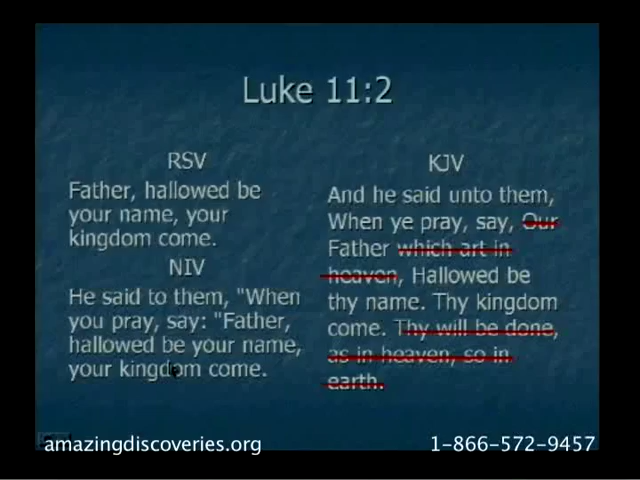 Luke 11:2
RSV
Father, hallowed be
your name, your
kingdom come.
NIV
He said to them, "When
you pray, say: "Father,
hallowed be your name,
your kingdom come.
KJV
And he said unto them,
When ye pray, say, Our
Father which art in
heaven, Hallowed be
thy name. Thy kingdom
come. Thy will be done,
as in heaven, so in
earth.
amazingdiscoveries.org
1-866-572-9457